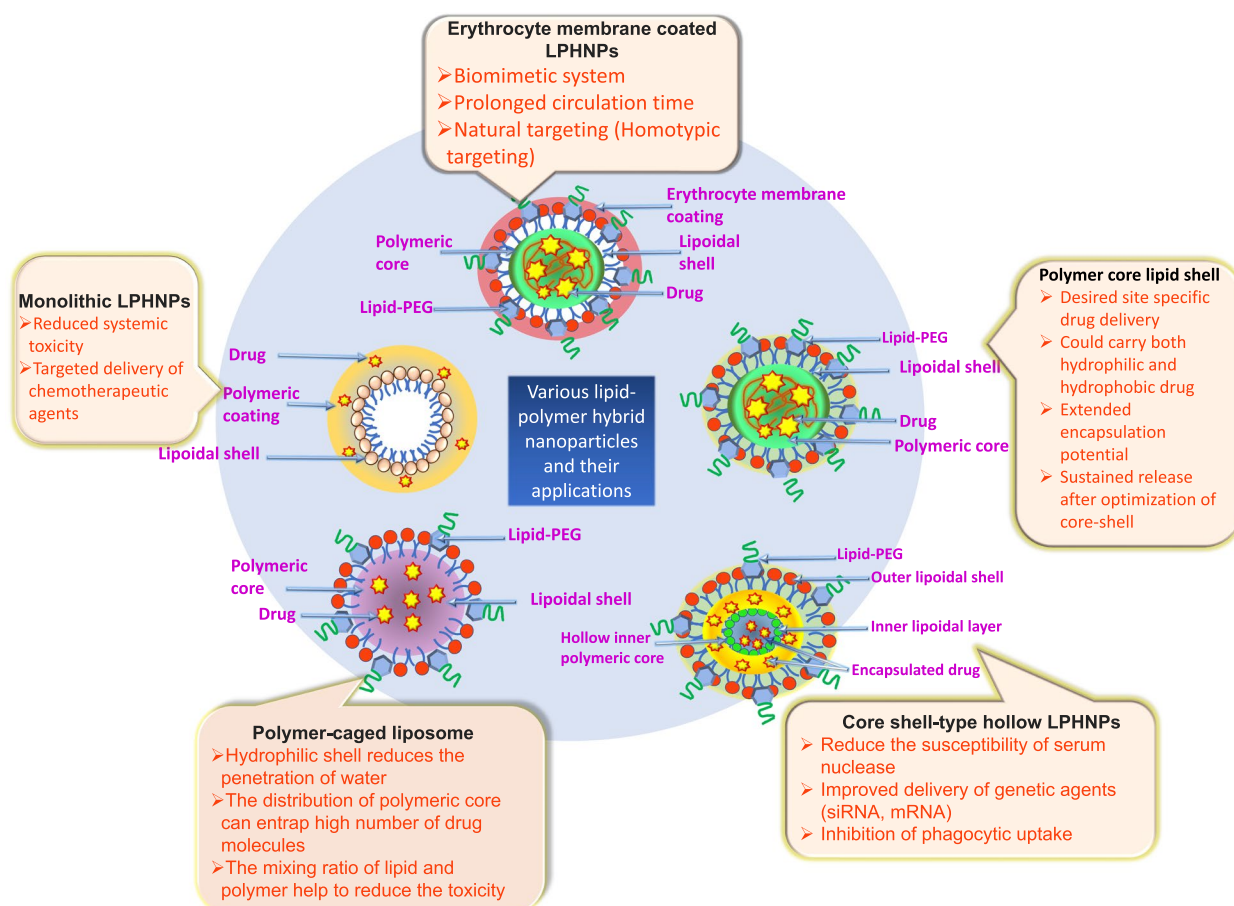 Erythrocyte membrane coated
LPHNPs
➢Biomimetic system
➢Prolonged circulation time
➢Natural targeting (Homotypic
targeting)
Erythrocyte membrane
coating
Polymeric
core
Lipoidal
shell
Drug
Lipid-PEG
Monolithic LPHNPs
➢Reduced systemic
toxicity
➢Targeted delivery of
chemotherapeutic
agents
Drug
Polymeric
coating
Lipoidal shell
Various lipid-
polymer hybrid
nanoparticles
and their
applications
Polymer core lipid shell
➢ Desired site specific
drug delivery
➢ Could carry both
hydrophilic and
hydrophobic drug
➢ Extended
encapsulation
potential
➢ Sustained release
after optimization of
core-shell
Lipid-PEG
Lipoidal shell
Drug
Polymeric core
Lipid-PEG
Polymeric
core
Drug
Lipoidal shell
Lipid-PEG
Outer lipoidal shell
Inner lipoidal layer
Hollow inner
polymeric core
Encapsulated drug
Polymer-caged liposome
➢Hydrophilic shell reduces the
penetration of water
➢The distribution of polymeric core
can entrap high number of drug
molecules
➢The mixing ratio of lipid and
polymer help to reduce the toxicity
Core shell-type hollow LPHNPs
➢ Reduce the susceptibility of serum
nuclease
➢ Improved delivery of genetic agents
(siRNA, mRNA)
➢ Inhibition of phagocytic uptake